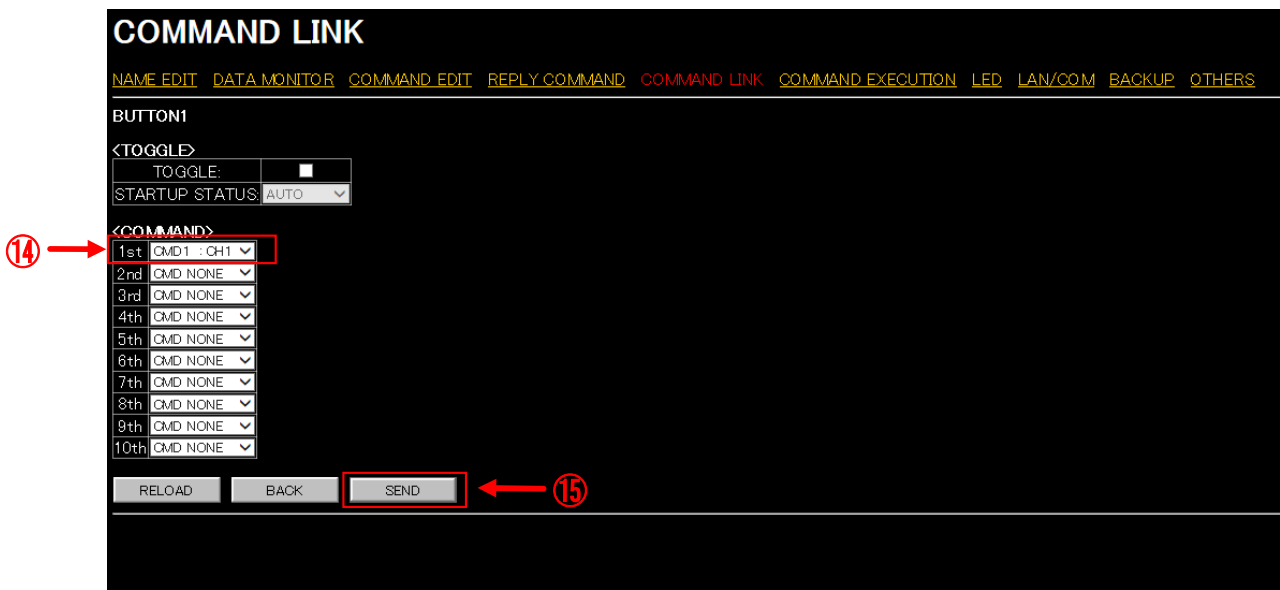 COMMAND LINK
NAME EDIT DATA MONITOR COMMAND EDIT REPLY COMMAND COMMAND LINK COMMAND EXECUTION LED LAN/COM BACKUP OTHERS
BUTTON1
<TOGGLE>
TOGGLE:
STARTUP STATUS: AUTO
<COMMAND>
⑭
1st CMD1 : CH1
2nd CMD NONE
3rd CMD NONE
4th CMD NONE
5th CMD NONE
6th CMD NONE
7th CMD NONE
8th CMD NONE
9th CMD NONE
10th CMD NONE
RELOAD BACK SEND ⑮